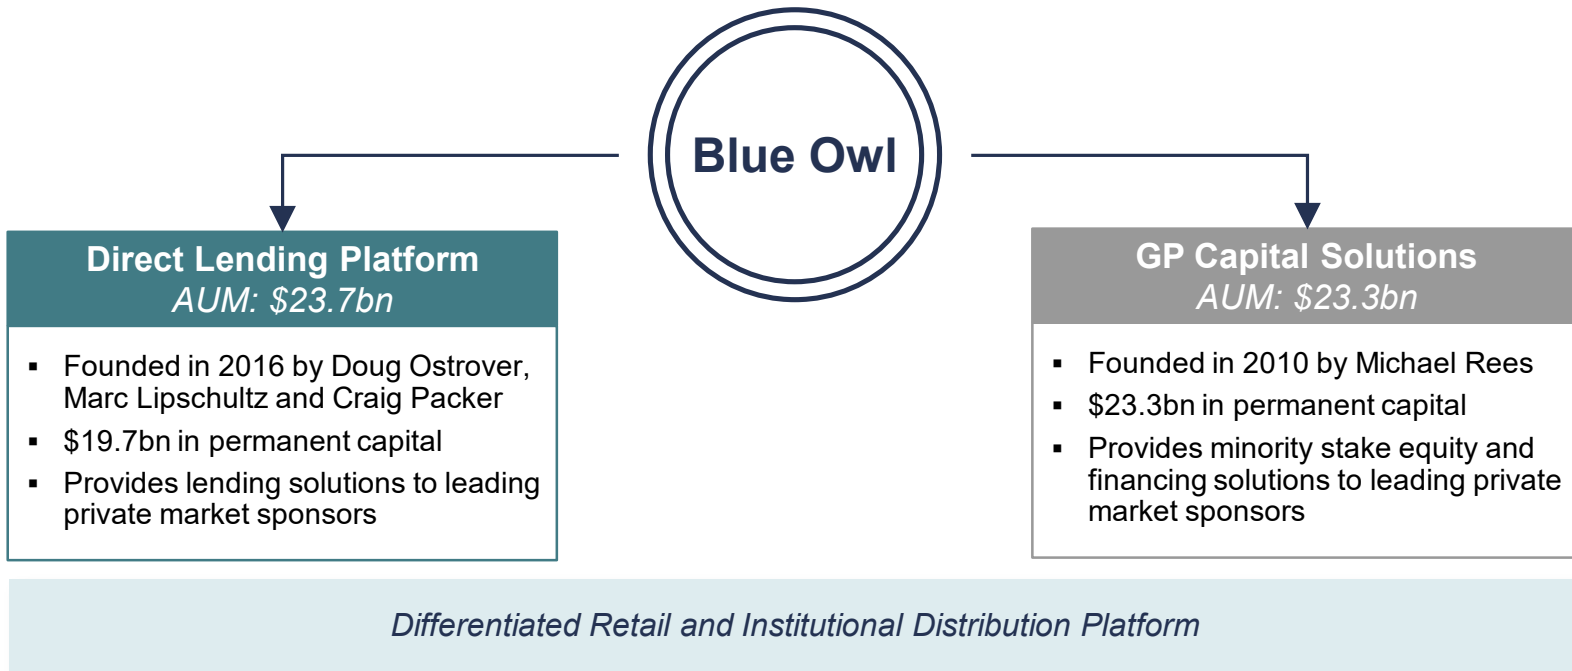 Blue Owl
Direct Lending Platform
AUM: $23.7bn
▪ Founded in 2016 by Doug Ostrover,
Marc Lipschultz and Craig Packer
▪ $19.7bn in permanent capital
▪ Provides lending solutions to leading
private market sponsors
GP Capital Solutions
AUM: $23.3bn
▪ Founded in 2010 by Michael Rees
▪ $23.3bn in permanent capital
▪ Provides minority stake equity and
financing solutions to leading private
market sponsors
Differentiated Retail and Institutional Distribution Platform